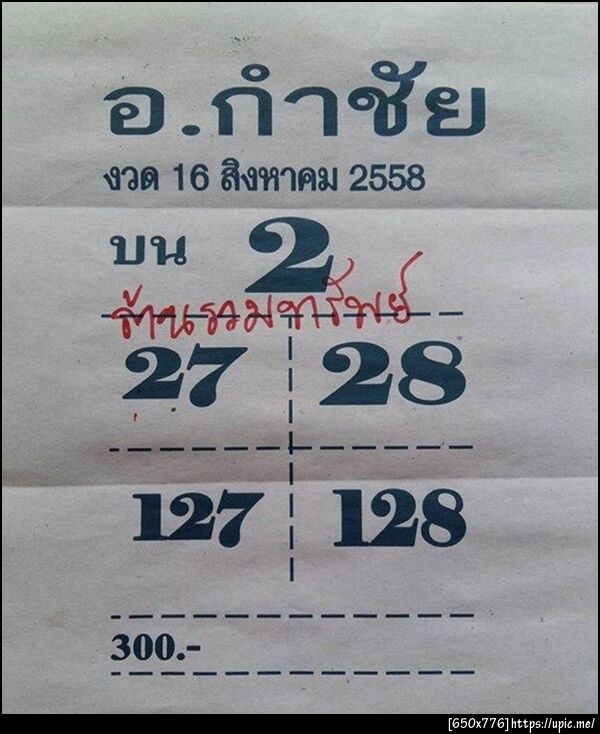 อ.กำชัย
งวด 16 สิงหาคม 2558
บน 2
ร้านรวมทรัพย์
27 28
127 128
300.-
[650x776]https://upic.me/